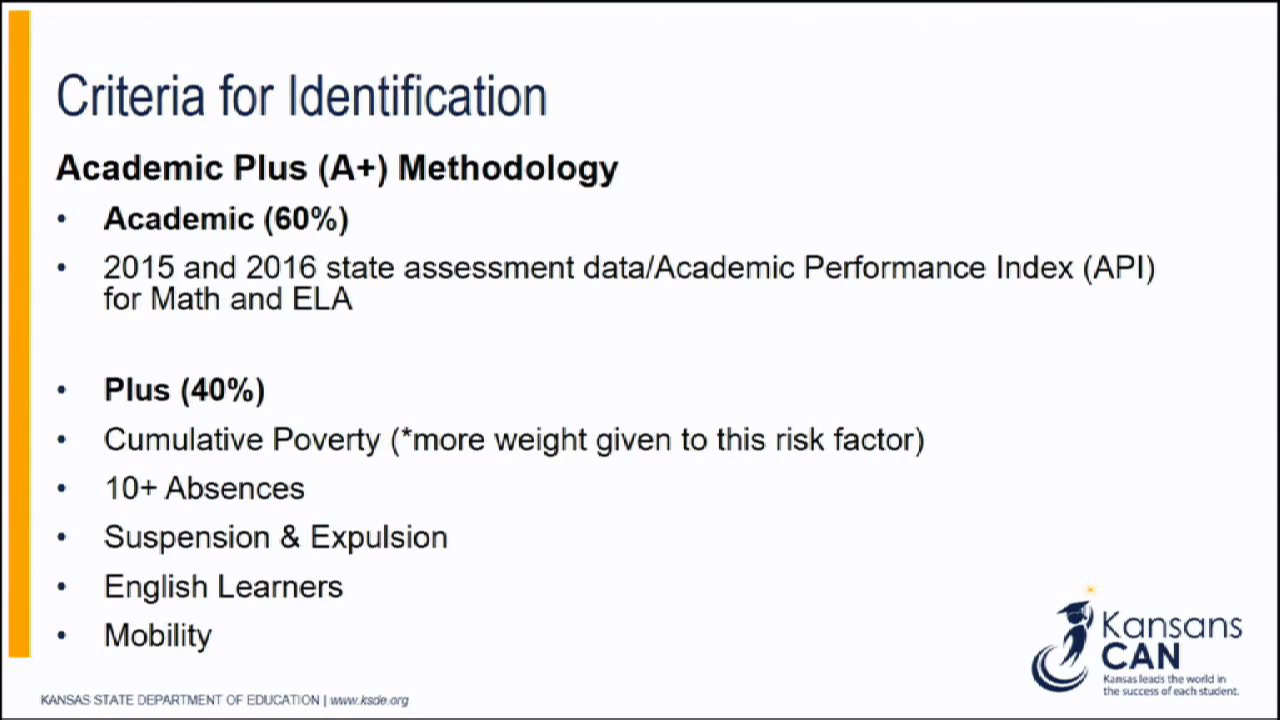 Criteria for Identification
Academic Plus (A+) Methodology
• Academic (60%)
• 2015 and 2016 state assessment data/Academic Performance Index (API)
for Math and ELA
• Plus (40%)
• Cumulative Poverty (*more weight given to this risk factor)
• 10+ Absences
• Suspension & Expulsion
• English Learners
• Mobility
Kansans
CAN
Kansas leads the world in
the success of each student.
KANSAS STATE DEPARTMENT OF EDUCATION | www.ksde.org